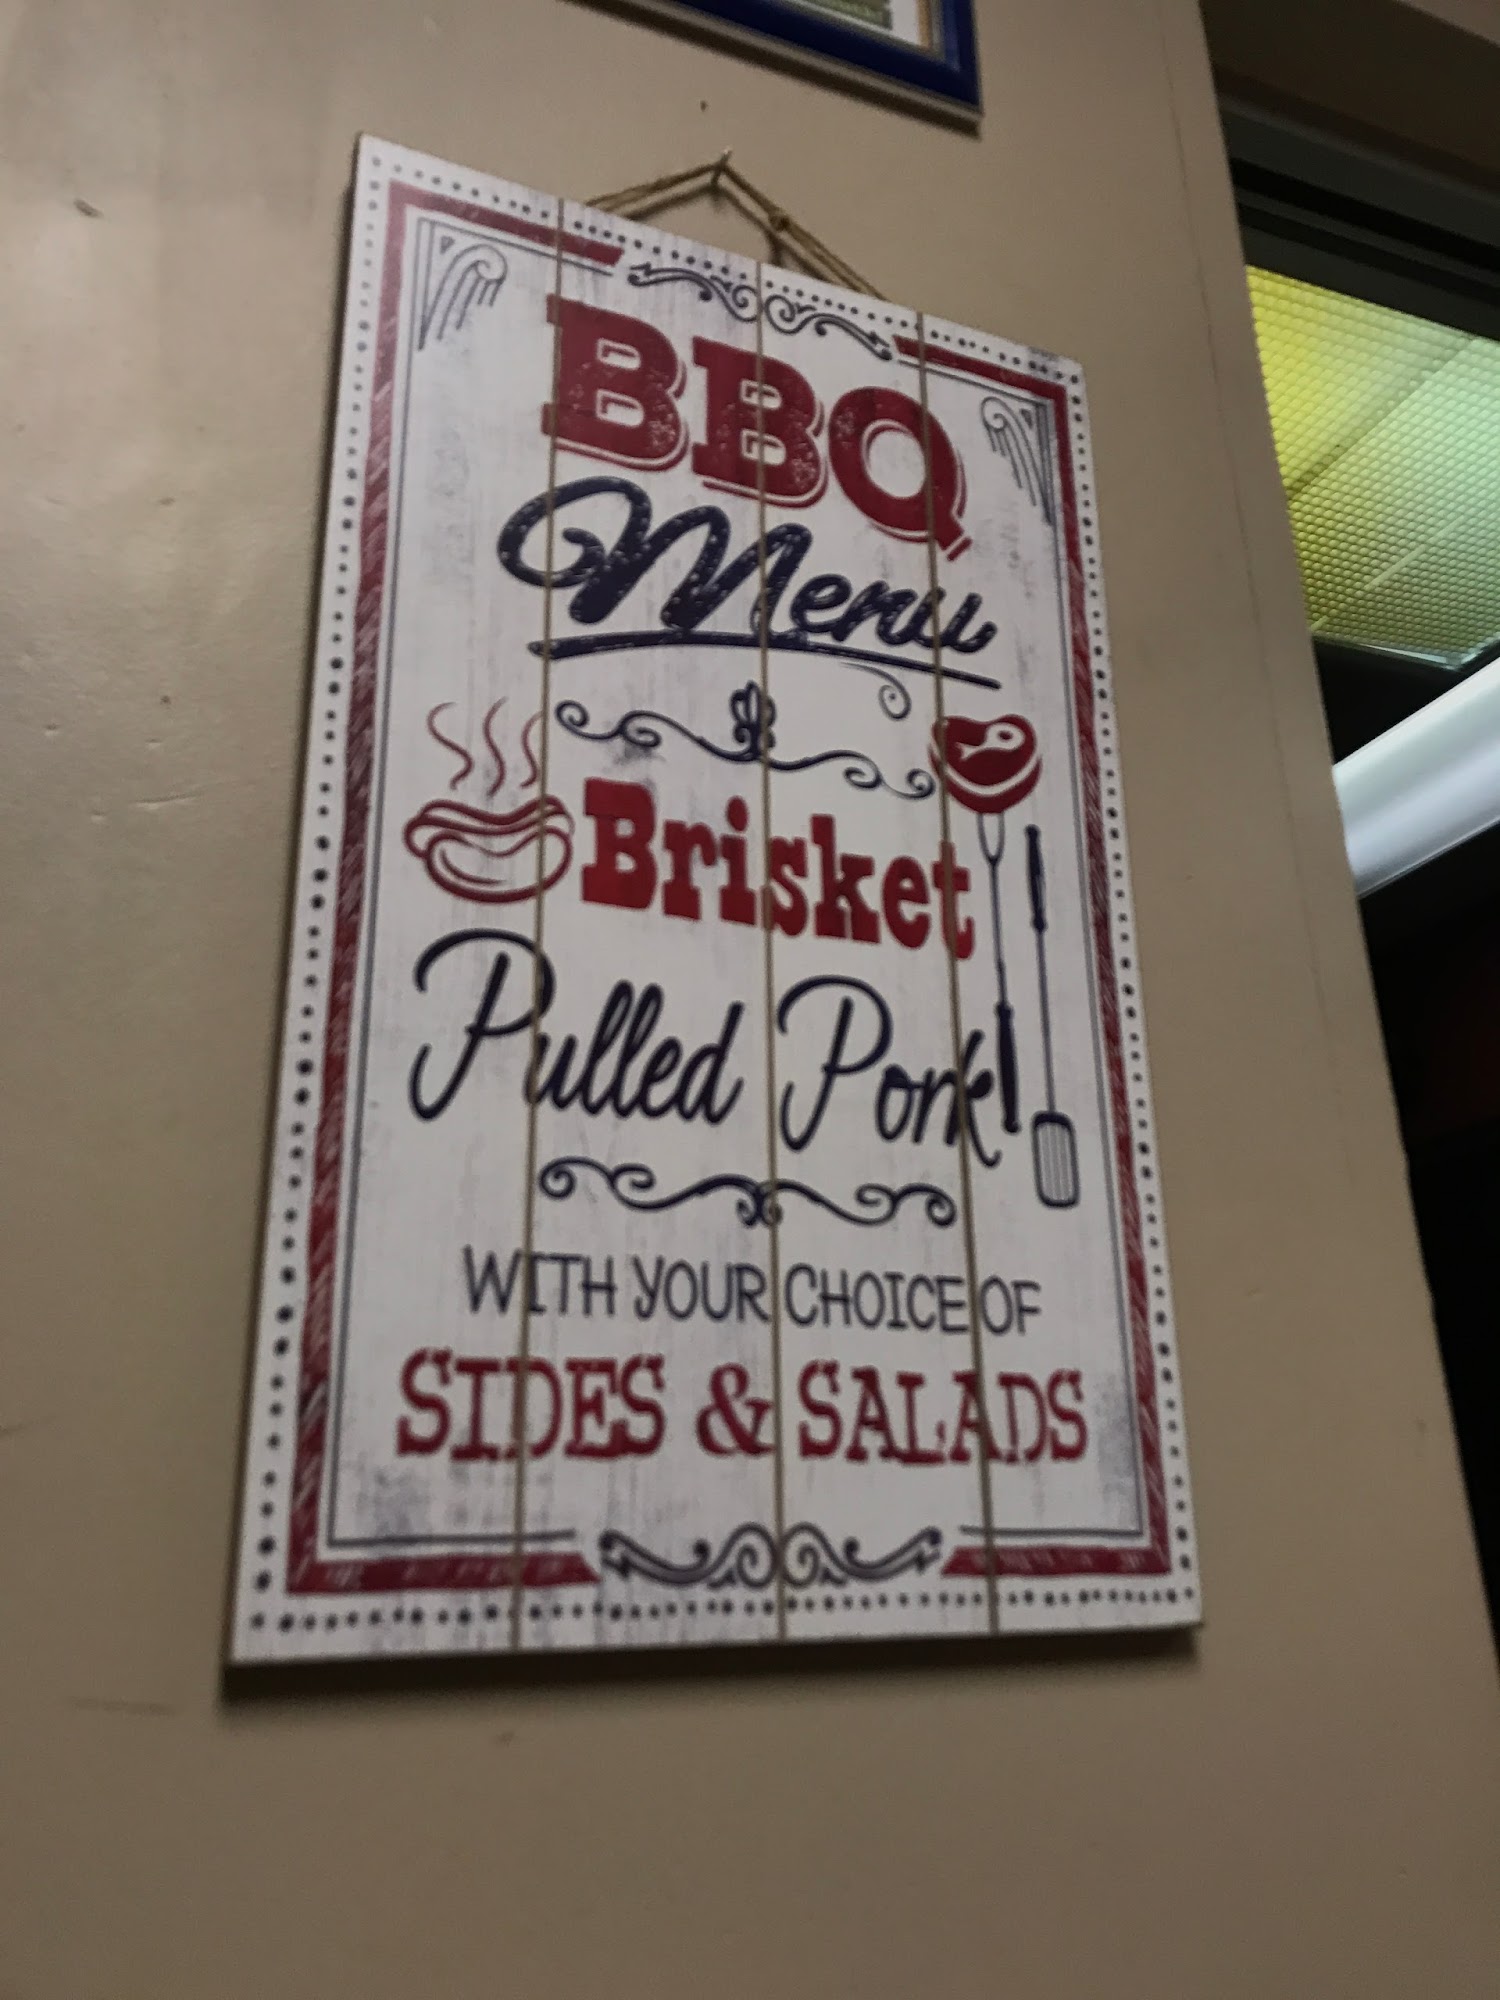 BBQ
Menu
Brisket
Pulled Pork
WITH YOUR CHOICE OF
SIDES & SALADS